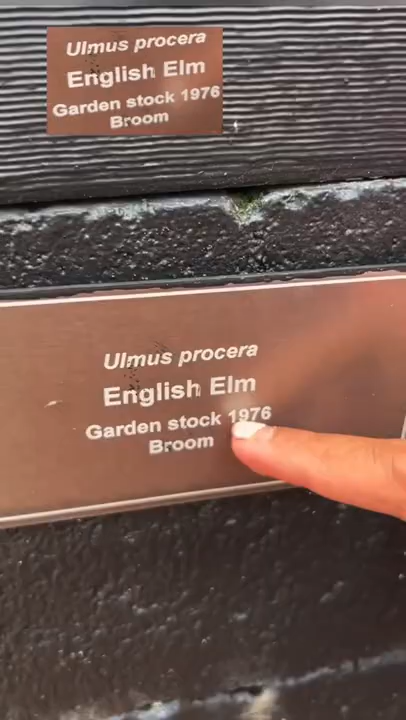 Ulmus procera
English Elm
Garden stock 1976
Broom
Ulmus procera
English Elm
Garden stock 1976
Broom